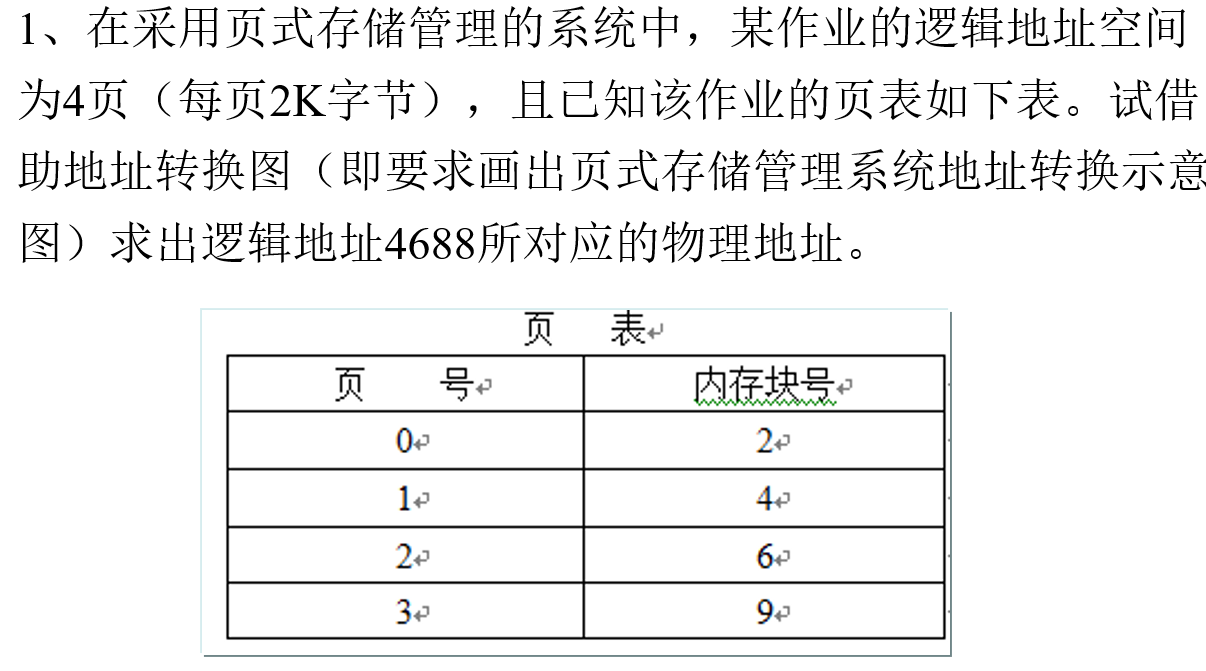 1、在采用页式存储管理的系统中，某作业的逻辑地址空间
为4页（每页2K字节），且已知该作业的页表如下表。试借
助地址转换图（即要求画出页式存储管理系统地址转换示意
图）求出逻辑地址4688所对应的物理地址。
页 表
页 号 内存块号
0 2
1 4
2 6
3 9